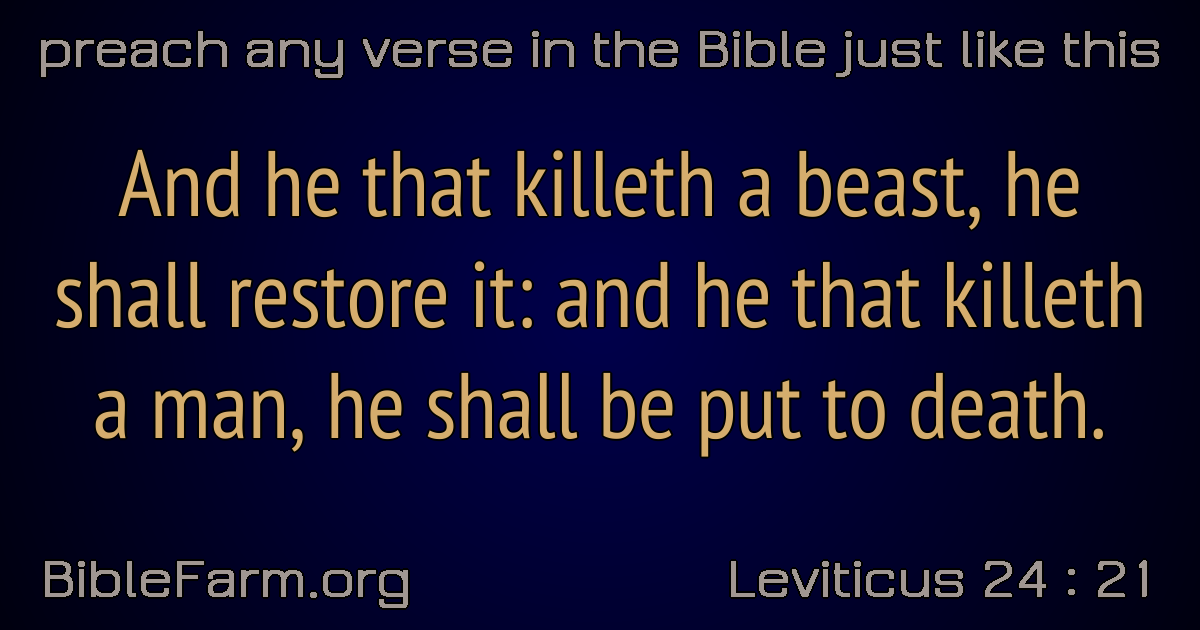 preach any verse in the Bible just like this
And he that killeth a beast, he
shall restore it: and he that killeth
a man, he shall be put to death.
BibleFarm.org
Leviticus 24 : 21